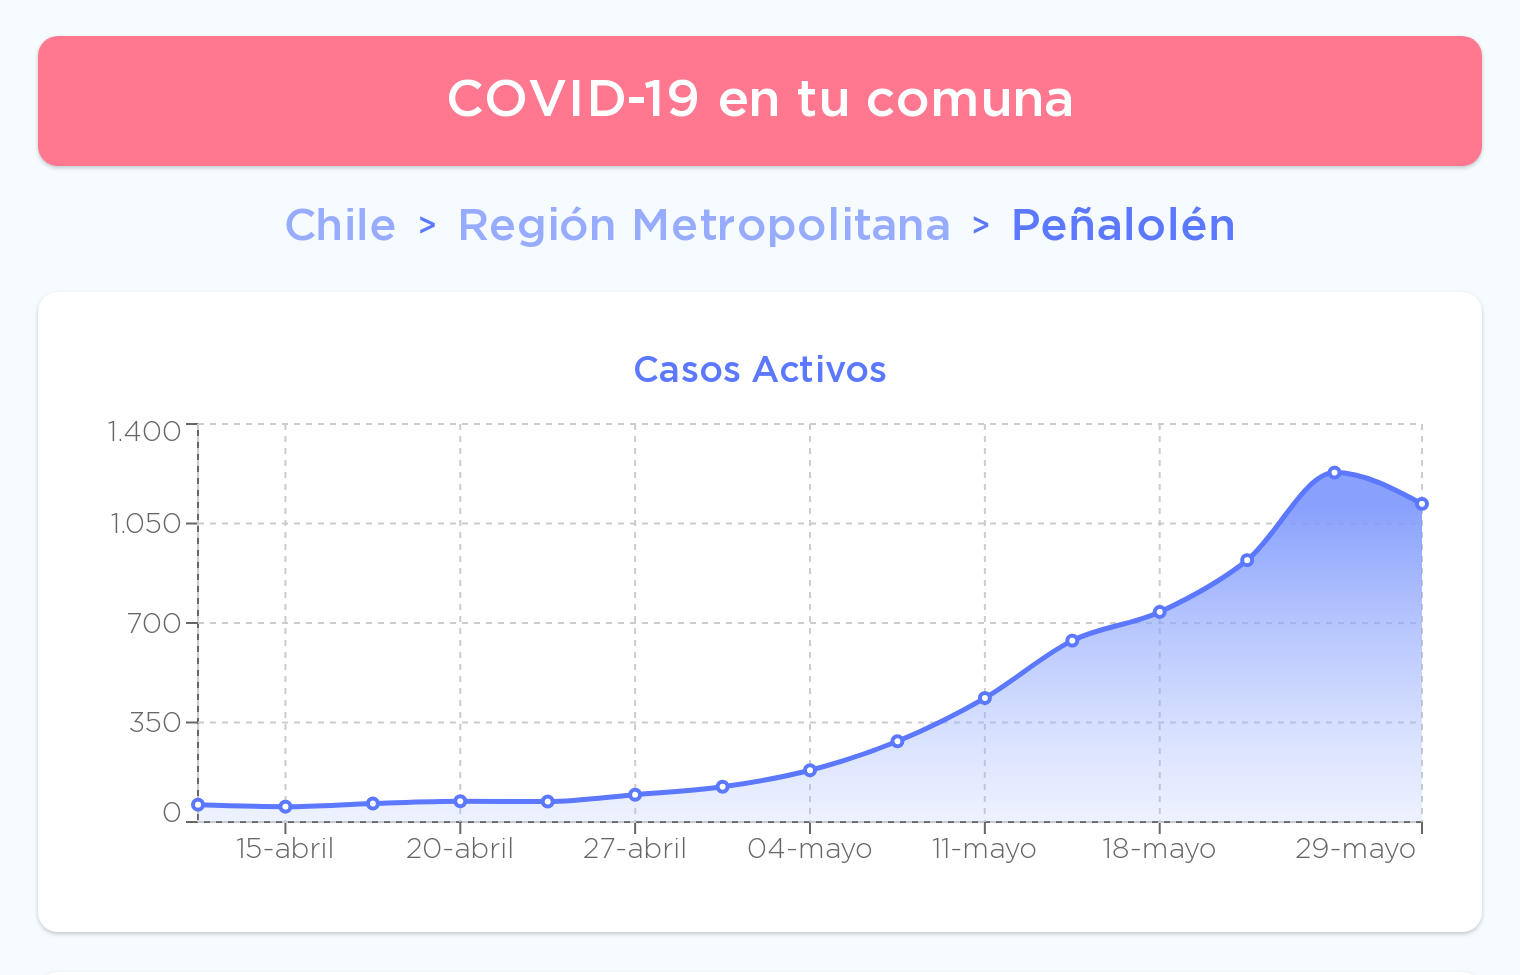 COVID-19 en tu comuna
Chile > Región Metropolitana > Peñalolén
Casos Activos
1.400
1.050
700
350
0
15-abril 20-abril 27-abril 04-mayo 11-mayo 18-mayo 29-mayo